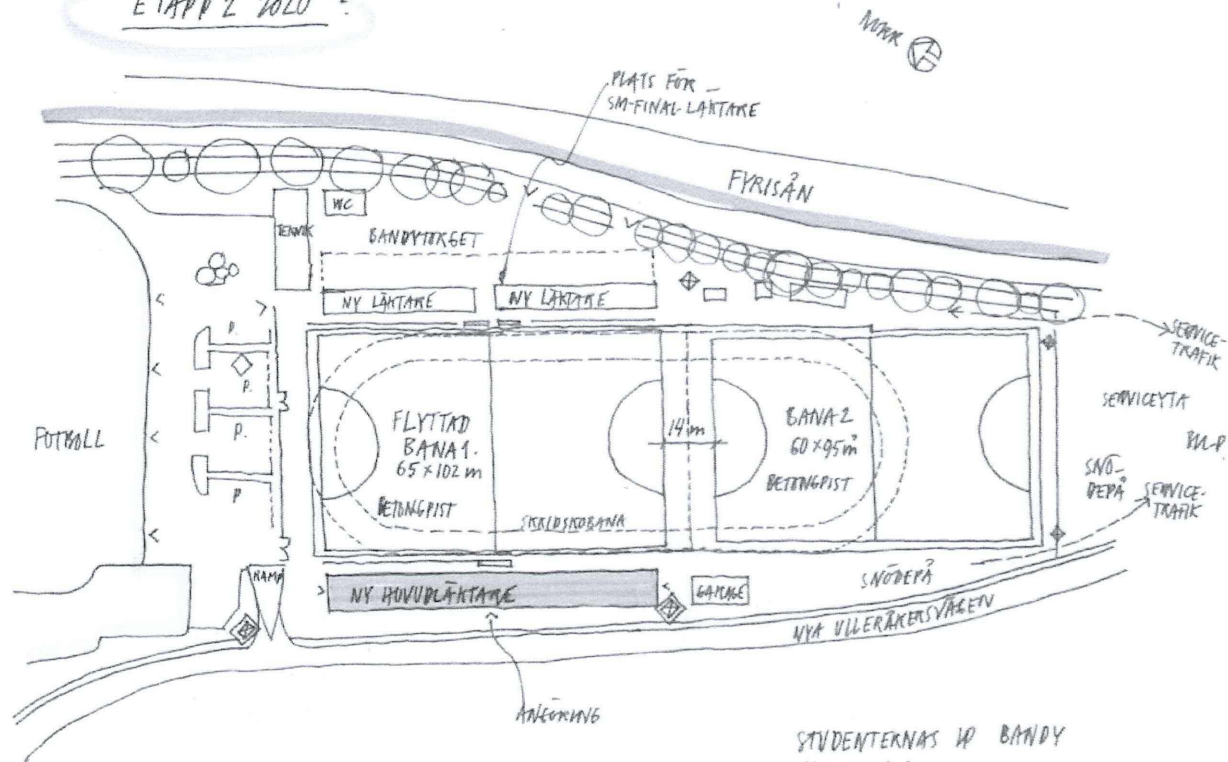 ETAPP 2 2020 ?
NORR
PLATS FÖR
SM-FINAL-LÄKTARE
FYRISÅN
WC
TEKNIK
BANDYTORGET
NY LÄKTARE
NY LÄKTARE
SERVICE-
TRAFIK
SERVICEYTA
P.
P.
P.
P
FOTBOLL
FLYTTAD
BANA 1.
65 × 102 m
BETONGPIST
SKRIDSKOBANA
14 m
BANA 2
60 × 95 m
BETONGPIST
SNÖ-
DEPÅ
SERVICE-
TRAFIK
RAMP
NY HUVUDLÄKTARE
GARAGE
SNÖDEPÅ
NYA ULLERÅKERSVÄGEN
ANGÖRING
STUDENTERNAS IP BANDY